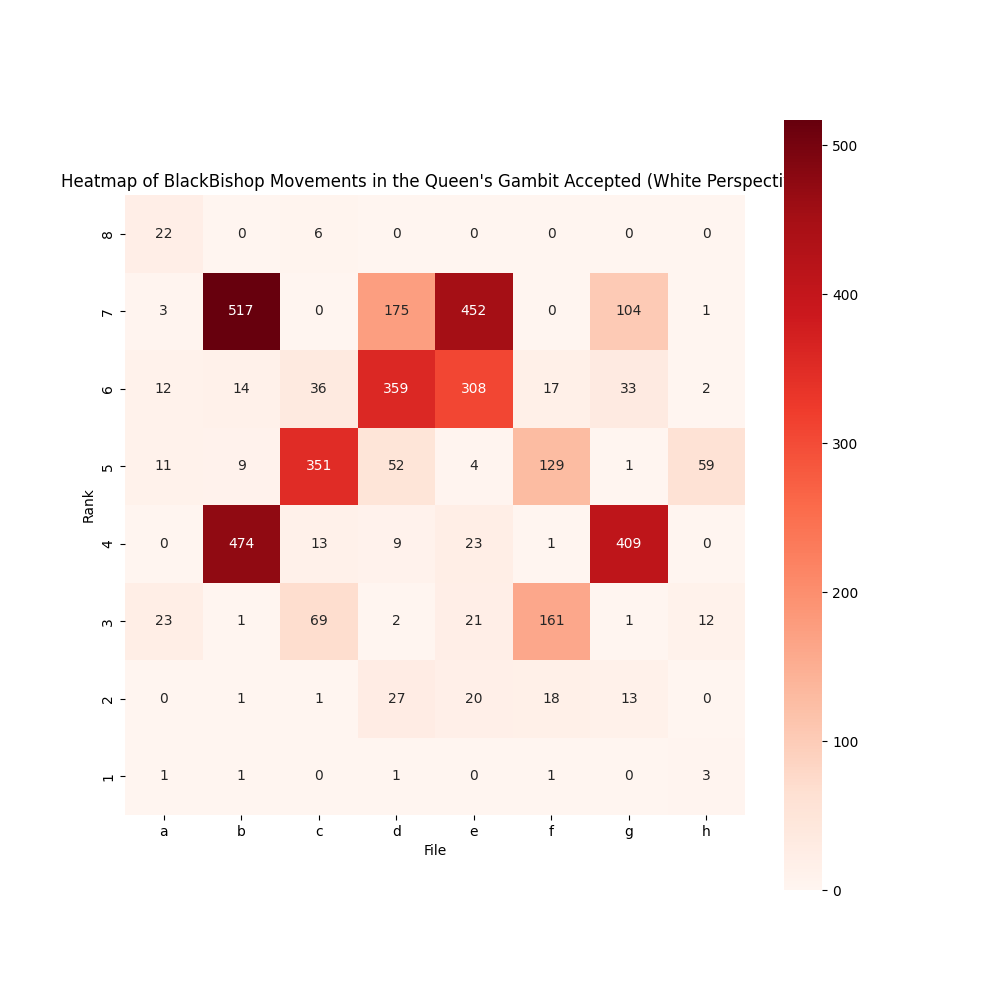 Heatmap of BlackBishop Movements in the Queen's Gambit Accepted (White Perspecti
500
400
300
200
100
0
Rank
8 22 0 6 0 0 0 0 0
7 3 517 0 175 452 0 104 1
6 12 14 36 359 308 17 33 2
5 11 9 351 52 4 129 1 59
4 0 474 13 9 23 1 409 0
3 23 1 69 2 21 161 1 12
2 0 1 1 27 20 18 13 0
1 1 1 0 1 0 1 0 3
a b c d e f g h
File